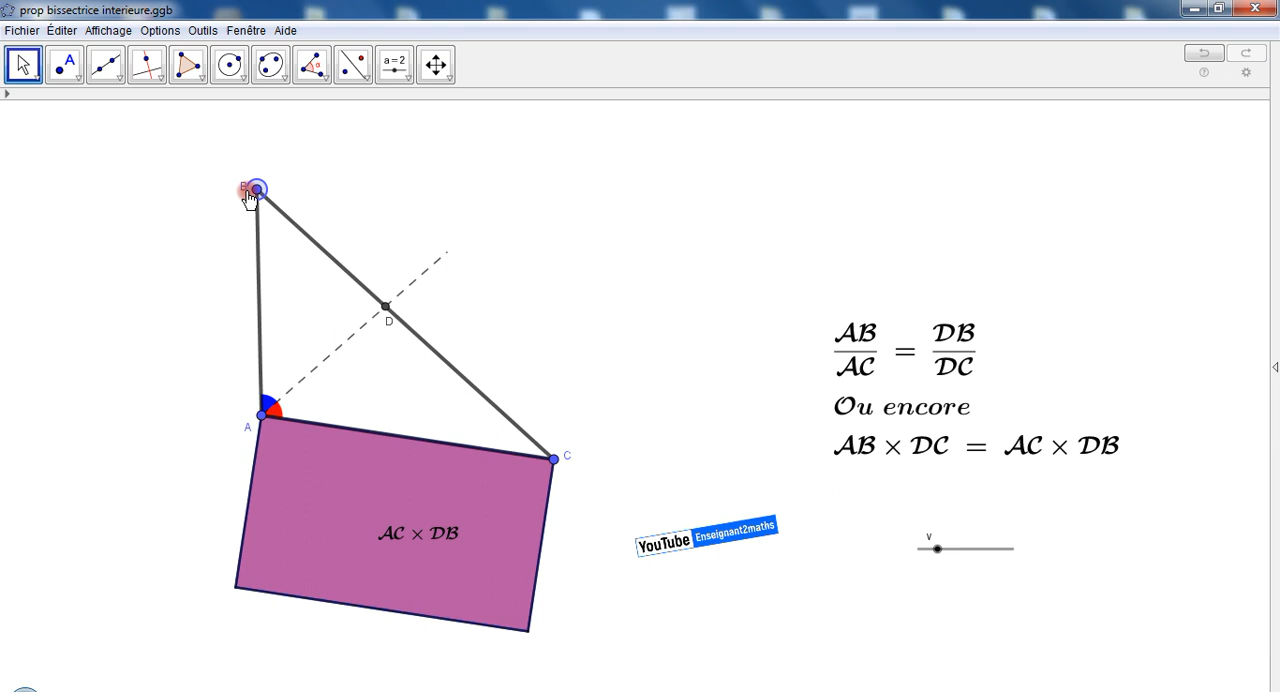 prop bissectrice interieure.ggb
Fichier Éditer Affichage Options Outils Fenêtre Aide
A
α
a=2
B
D
A
C
AC × DB
AB / AC = DB / DC
Ou encore
AB × DC = AC × DB
YouTube Enseignant2maths
v